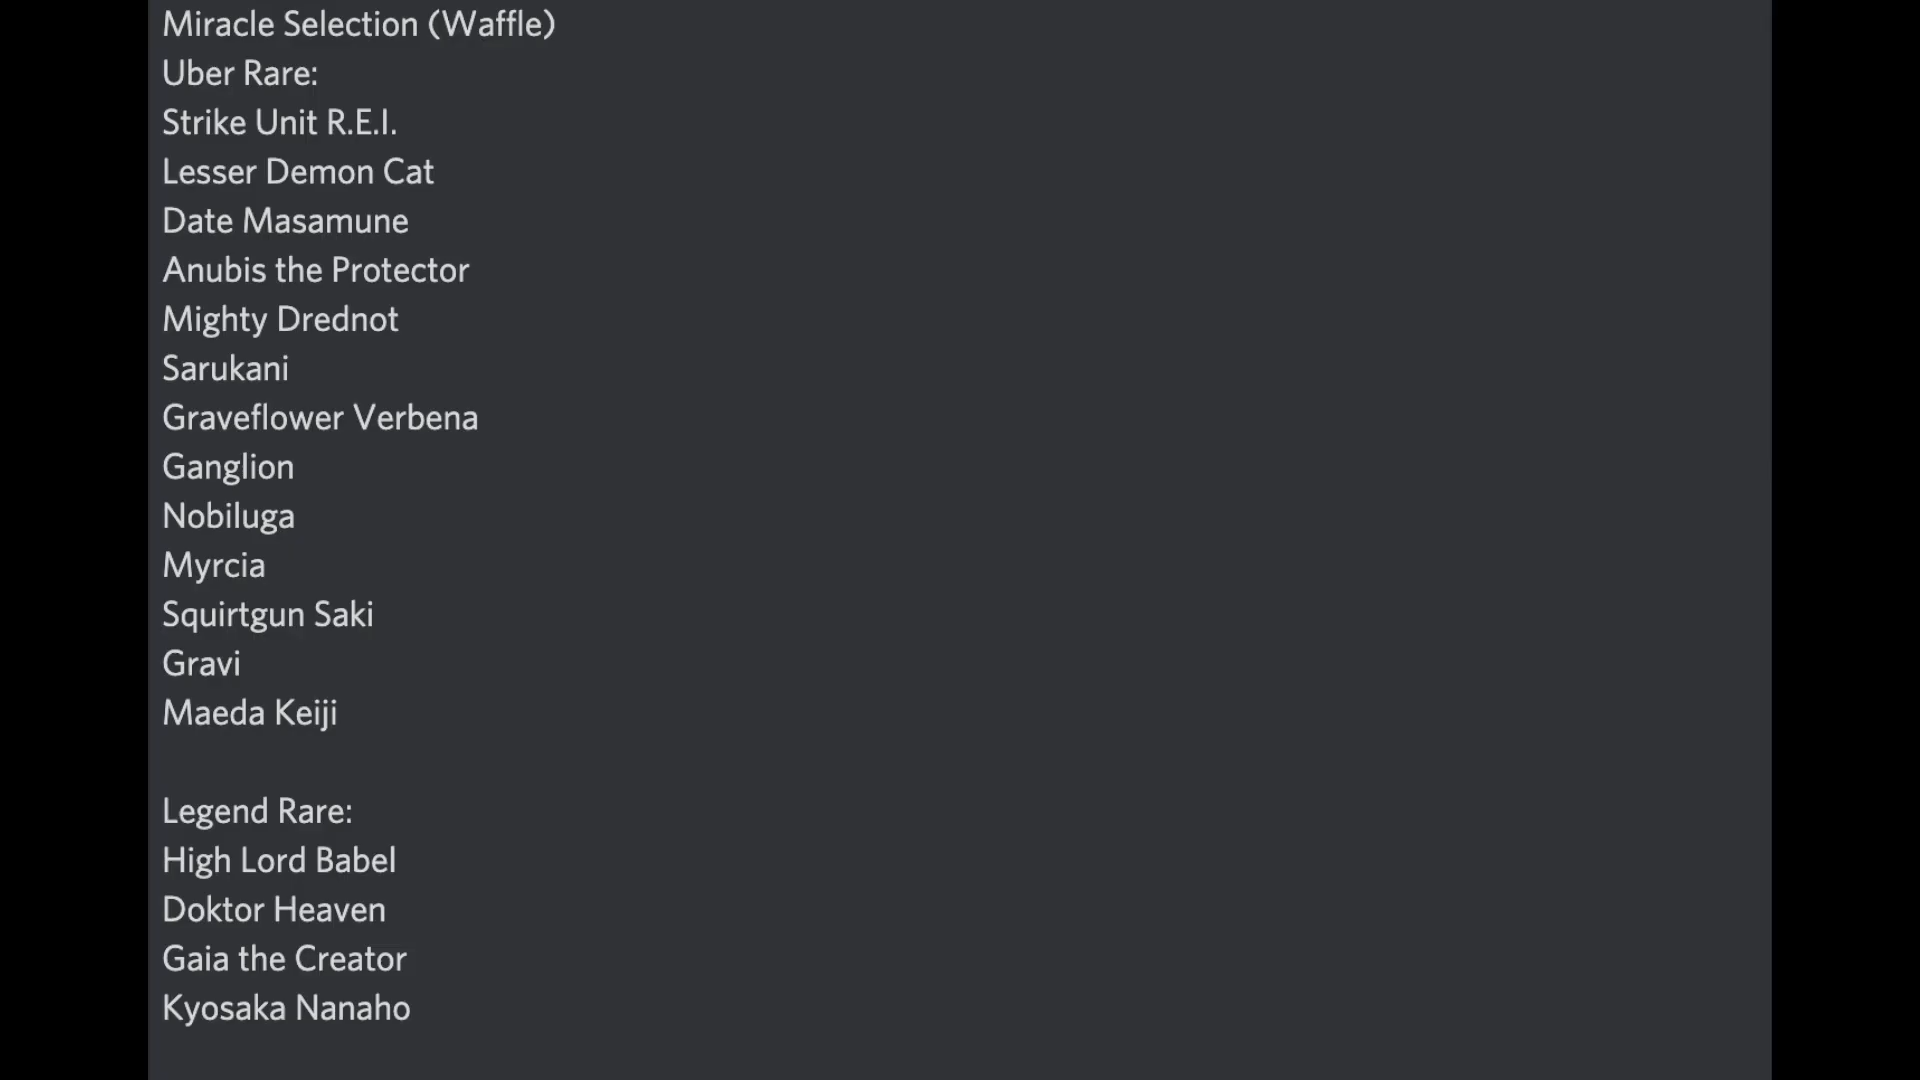 Miracle Selection (Waffle)
Uber Rare:
Strike Unit R.E.I.
Lesser Demon Cat
Date Masamune
Anubis the Protector
Mighty Drednot
Sarukani
Graveflower Verbena
Ganglion
Nobiluga
Myrcia
Squirtgun Saki
Gravi
Maeda Keiji
Legend Rare:
High Lord Babel
Doktor Heaven
Gaia the Creator
Kyosaka Nanaho